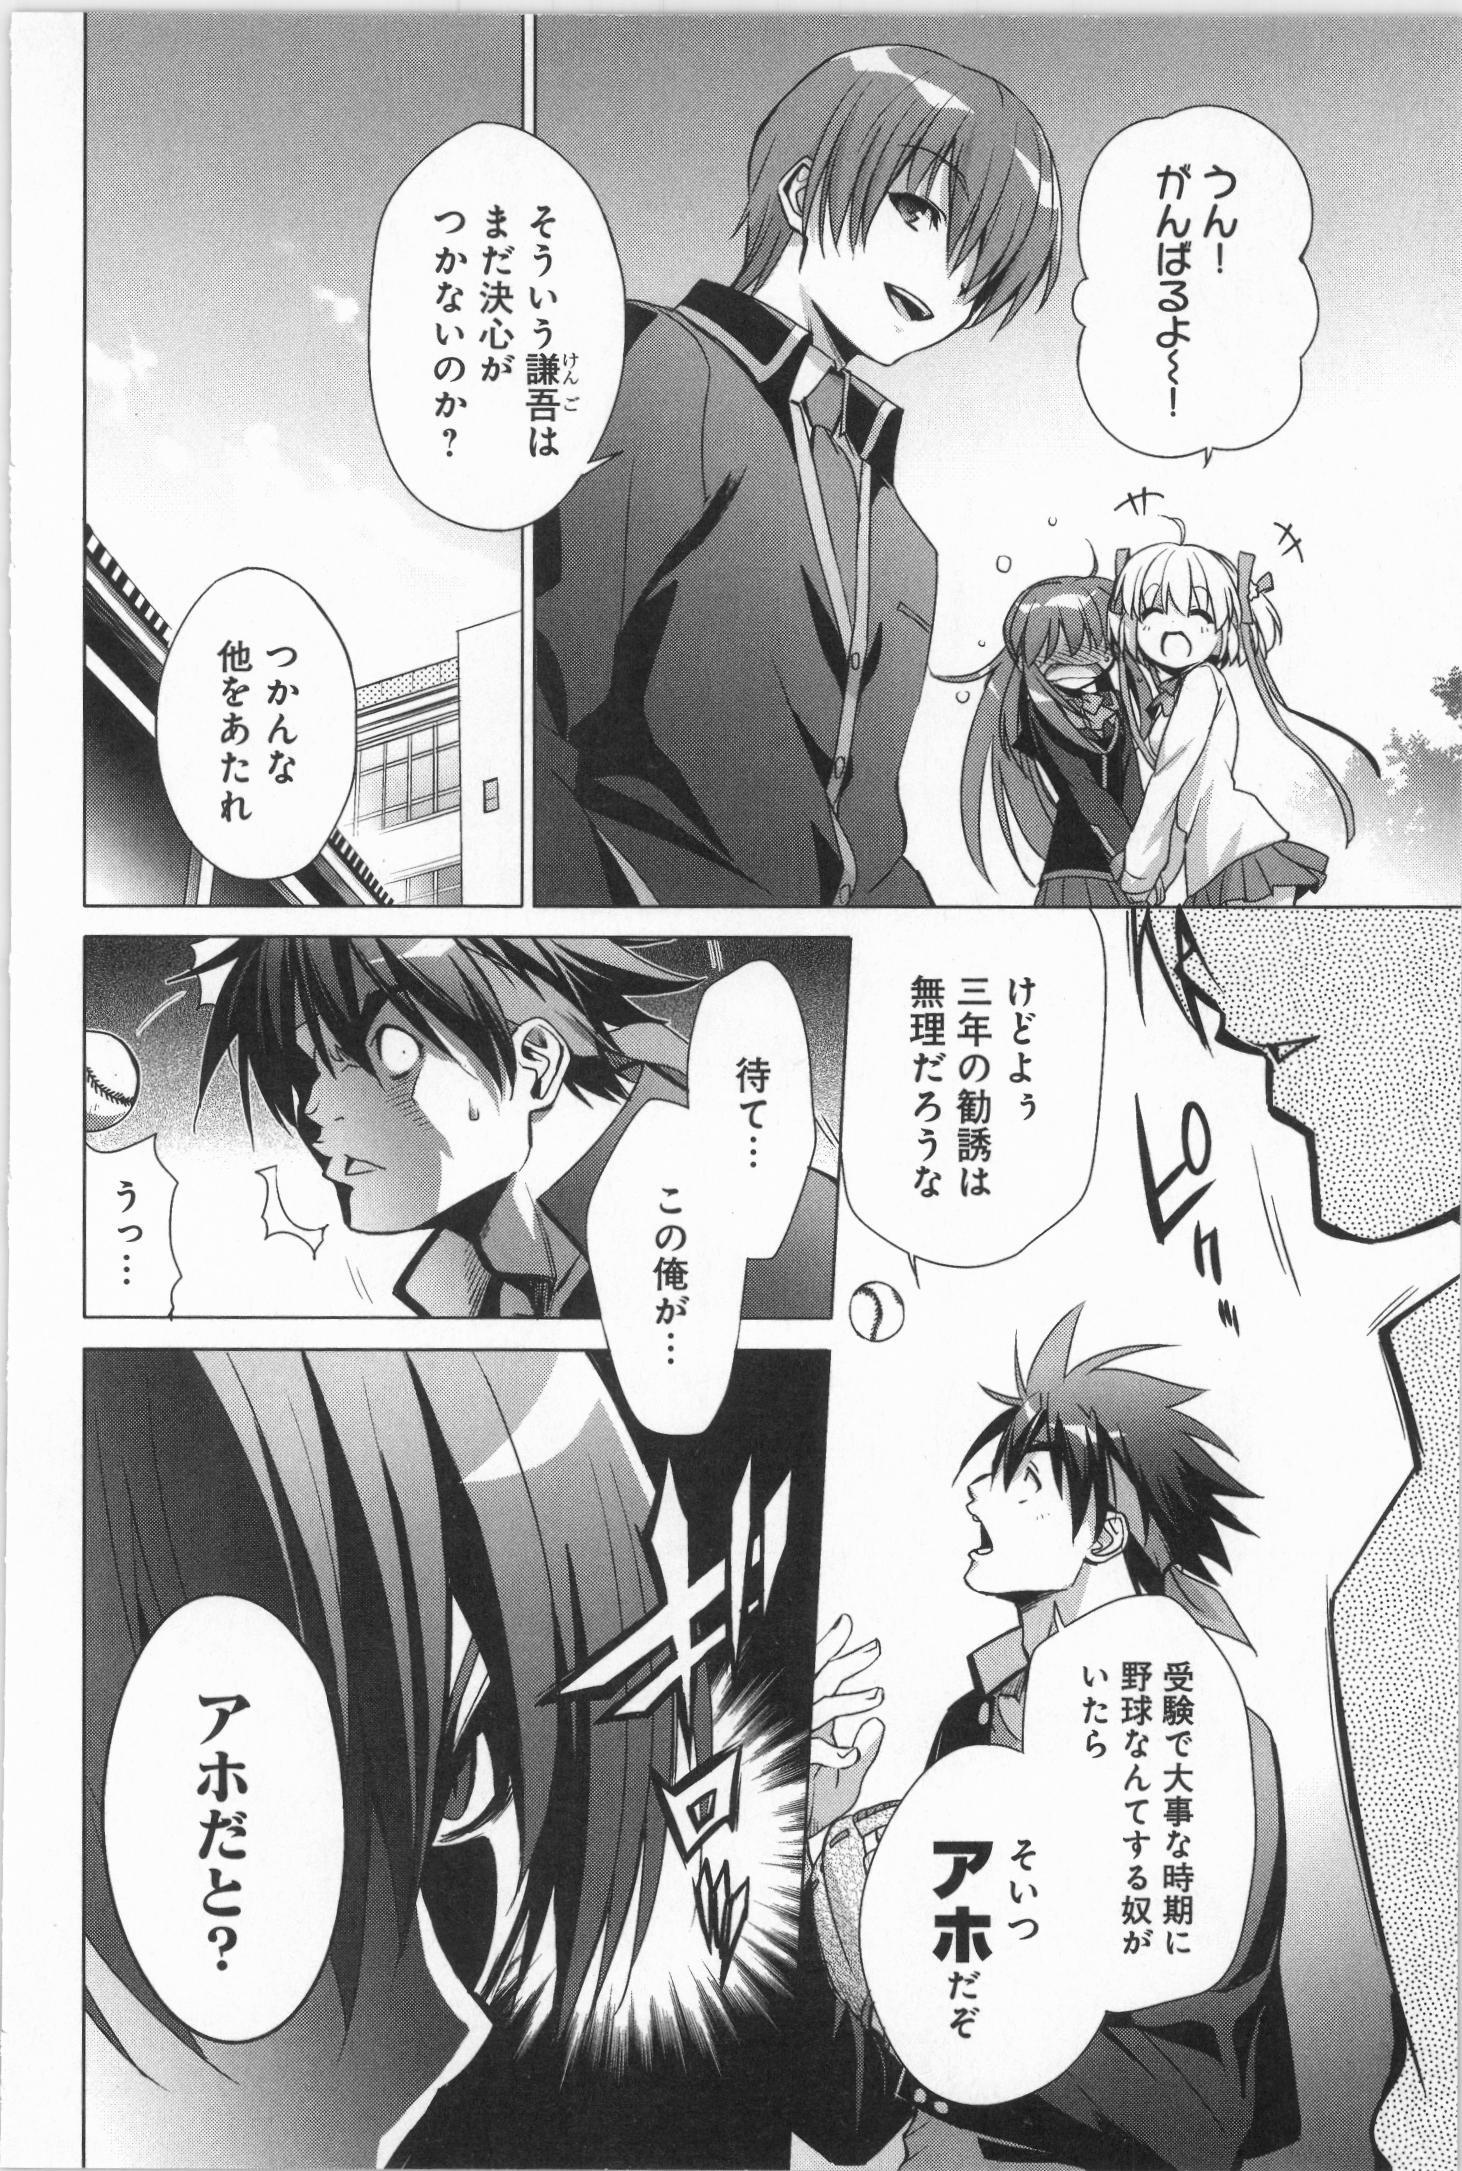 うん！
がんばるよ～！
そういう謙吾は
けんご
まだ決心が
つかないのか？
つかんな
他をあたれ
けどよぅ
三年の勧誘は
無理だろうな
ピク
受験で大事な時期に
野球なんてする奴が
いたら
そいつ
アホだぞ
待て…
この俺が…
うっ…
ギロ
アホだと？